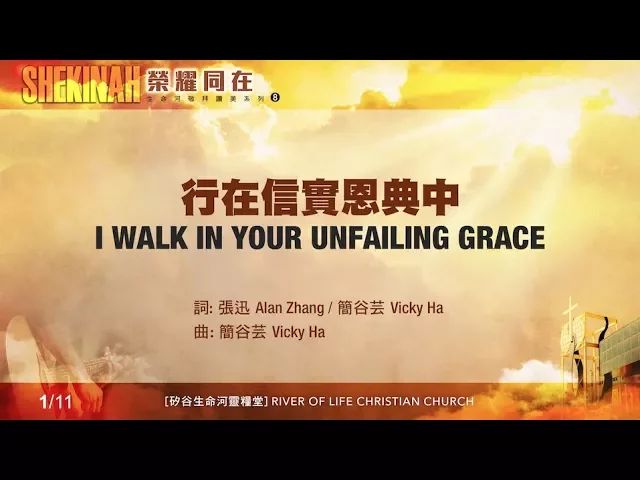 SHEKINAH 榮耀同在
生命河敬拜讚美系列 8
行在信實恩典中
I WALK IN YOUR UNFAILING GRACE
詞: 張迅 Alan Zhang / 簡谷芸 Vicky Ha
曲: 簡谷芸 Vicky Ha
1/11
[矽谷生命河靈糧堂] RIVER OF LIFE CHRISTIAN CHURCH